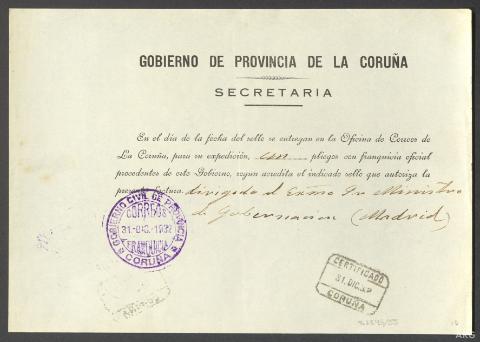 GOBIERNO DE PROVINCIA DE LA CORUÑA
SECRETARIA
En el día de la fecha del sello se entregan en la Oficina de Correos de
La Coruña, para su expedición, pliegos con franquicia oficial
procedentes de este Gobierno, según acredita el indicado sello que autoriza la
presente factura. dirigido al Excmo Sr Ministro
de Gobernación (Madrid)
GOBIERNO CIVIL DE PROVINCIA
CORREOS
31-DIC.-1932
FRANQUICIA
CORUÑA
CERTIFICADO
31.DIC.32
CORUÑA